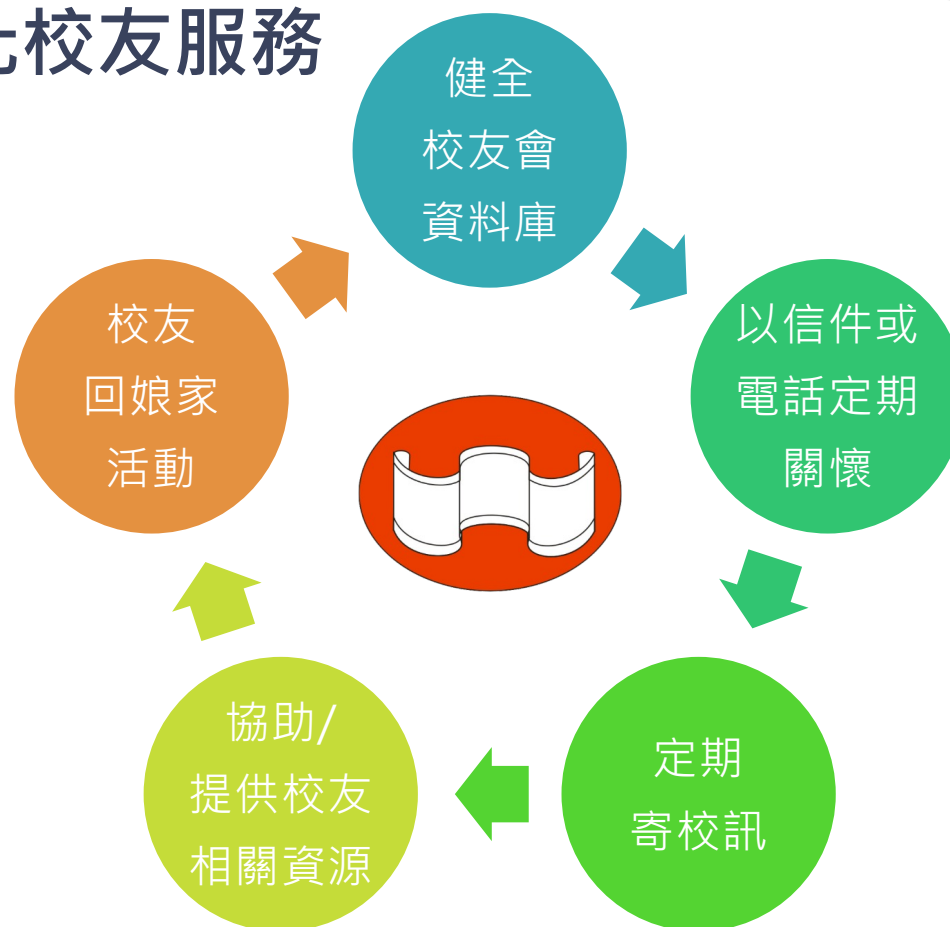 校友服務
健全
校友會
資料庫
以信件或
電話定期
關懷
定期
寄校訊
協助/
提供校友
相關資源
校友
回娘家
活動